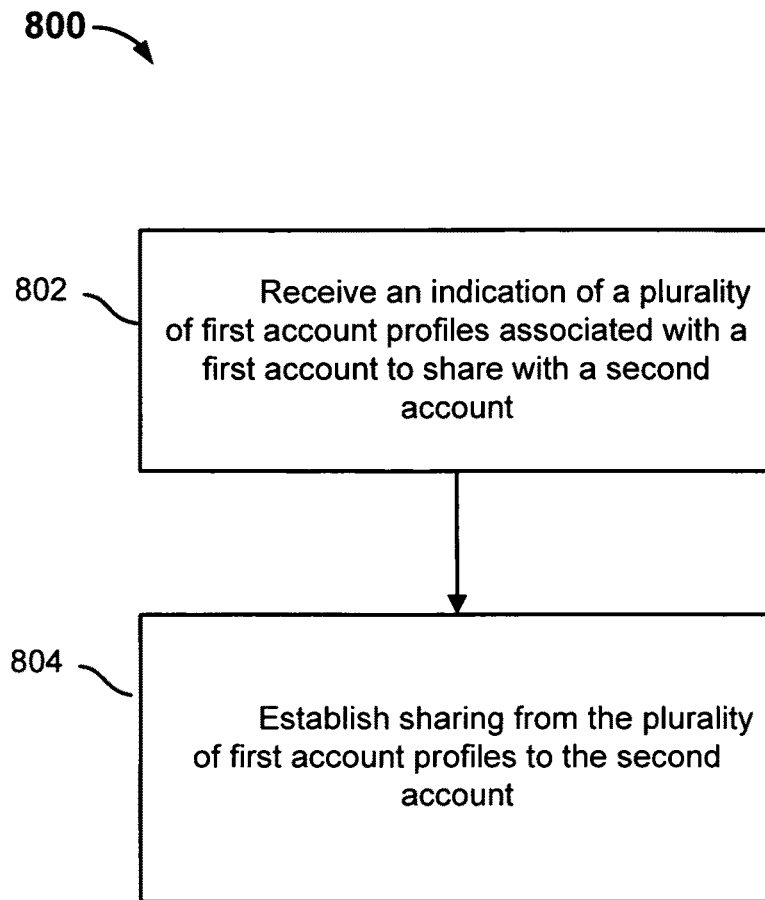 800
802
Receive an indication of a plurality
of first account profiles associated with a
first account to share with a second
account
804
Establish sharing from the plurality
of first account profiles to the second
account